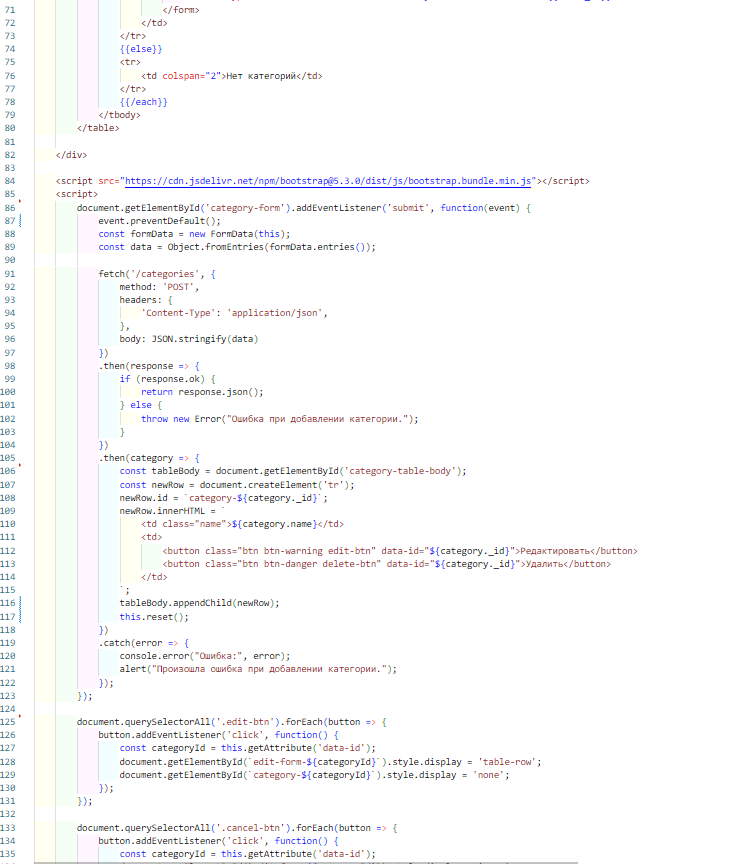 71 </form>
72 </td>
73 </tr>
74 {{else}}
75 <tr>
76 <td colspan="2">Нет категорий</td>
77 </tr>
78 {{/each}}
79 </tbody>
80 </table>
81
82 </div>
83
84 <script src="https://cdn.jsdelivr.net/npm/bootstrap@5.3.0/dist/js/bootstrap.bundle.min.js"></script>
85 <script>
86 document.getElementById('category-form').addEventListener('submit', function(event) {
87 event.preventDefault();
88 const formData = new FormData(this);
89 const data = Object.fromEntries(formData.entries());
90
91 fetch('/categories', {
92 method: 'POST',
93 headers: {
94 'Content-Type': 'application/json',
95 },
96 body: JSON.stringify(data)
97 })
98 .then(response => {
99 if (response.ok) {
100 return response.json();
101 } else {
102 throw new Error("Ошибка при добавлении категории.");
103 }
104 })
105 .then(category => {
106 const tableBody = document.getElementById('category-table-body');
107 const newRow = document.createElement('tr');
108 newRow.id = `category-${category._id}`;
109 newRow.innerHTML = `
110 <td class="name">${category.name}</td>
111 <td>
112 <button class="btn btn-warning edit-btn" data-id="${category._id}">Редактировать</button>
113 <button class="btn btn-danger delete-btn" data-id="${category._id}">Удалить</button>
114 </td>
115 `;
116 tableBody.appendChild(newRow);
117 this.reset();
118 })
119 .catch(error => {
120 console.error("Ошибка:", error);
121 alert("Произошла ошибка при добавлении категории.");
122 });
123 });
124
125 document.querySelectorAll('.edit-btn').forEach(button => {
126 button.addEventListener('click', function() {
127 const categoryId = this.getAttribute('data-id');
128 document.getElementById(`edit-form-${categoryId}`).style.display = 'table-row';
129 document.getElementById(`category-${categoryId}`).style.display = 'none';
130 });
131 });
132
133 document.querySelectorAll('.cancel-btn').forEach(button => {
134 button.addEventListener('click', function() {
135 const categoryId = this.getAttribute('data-id');